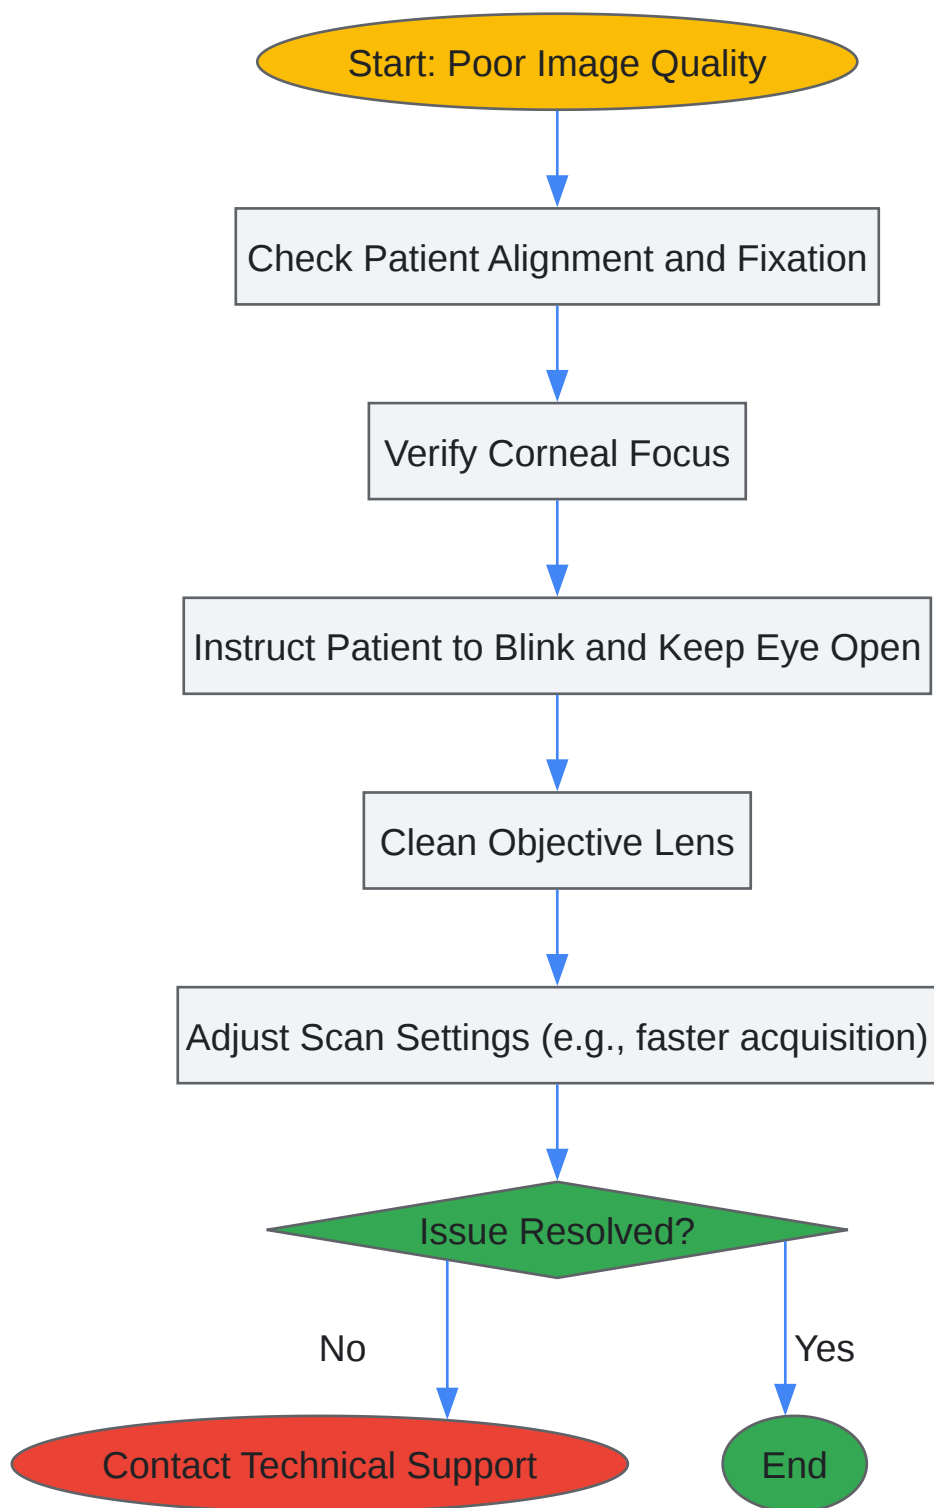 Start: Poor Image Quality
Check Patient Alignment and Fixation
Verify Corneal Focus
Instruct Patient to Blink and Keep Eye Open
Clean Objective Lens
Adjust Scan Settings (e.g., faster acquisition)
Issue Resolved?
No
Yes
Contact Technical Support
End